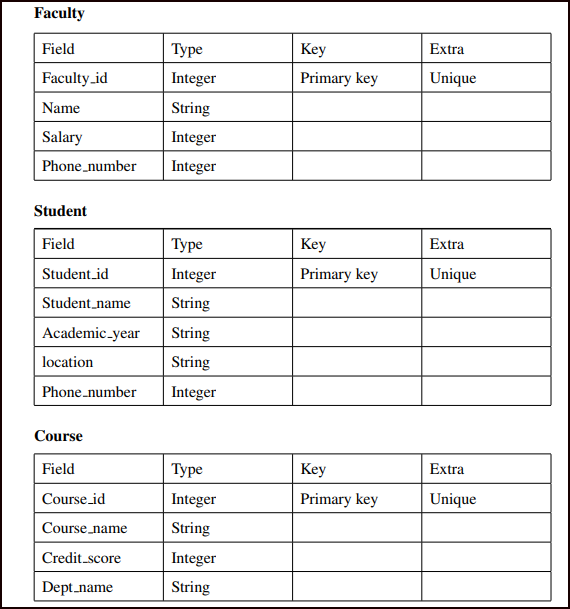 Faculty
Field Type Key Extra
Faculty_id Integer Primary key Unique
Name String
Salary Integer
Phone_number Integer
Student
Field Type Key Extra
Student_id Integer Primary key Unique
Student_name String
Academic_year String
location String
Phone_number Integer
Course
Field Type Key Extra
Course_id Integer Primary key Unique
Course_name String
Credit_score Integer
Dept_name String